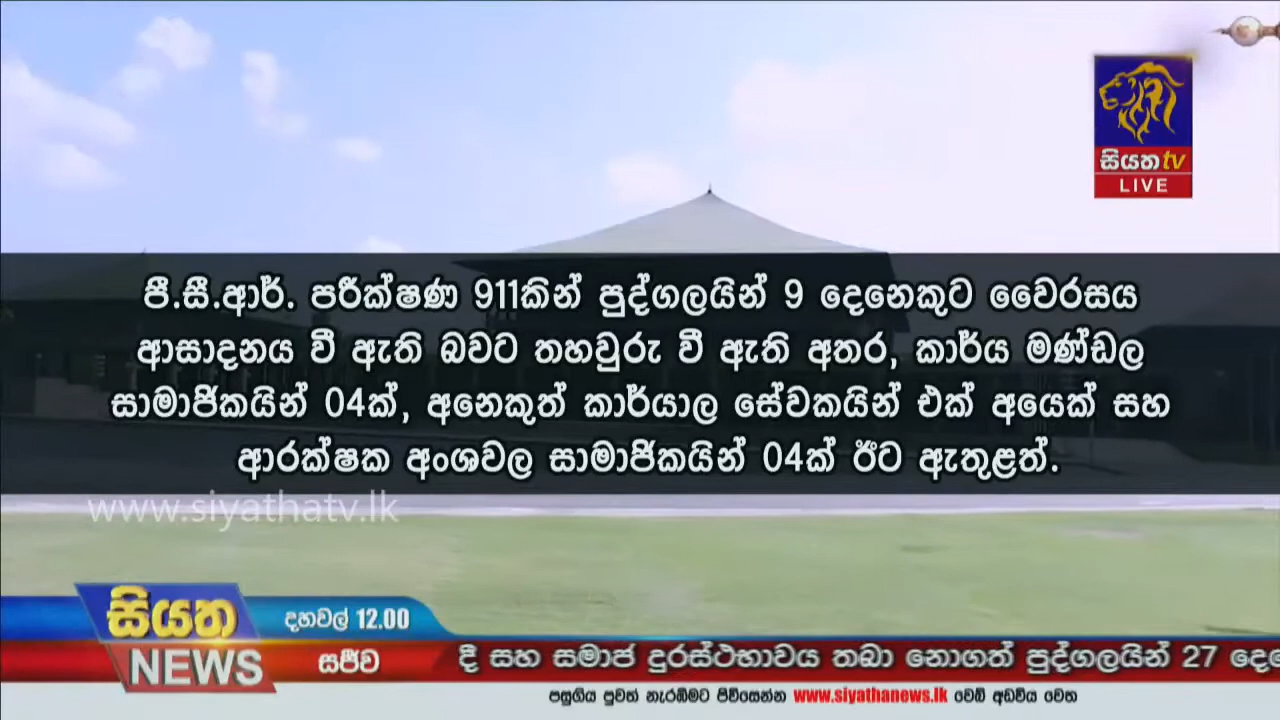 සියත tv
LIVE
පී.සී.ආර්. පරීක්ෂණ 911කින් පුද්ගලයින් 9 දෙනෙකුට වෛරසය
ආසාදනය වී ඇති බවට තහවුරු වී ඇති අතර, කාර්ය මණ්ඩල
සාමාජිකයින් 04ක්, අනෙකුත් කාර්යාල සේවකයින් එක් අයෙක් සහ
ආරක්ෂක අංශවල සාමාජිකයින් 04ක් ඊට ඇතුළත්.
www.siyathatv.lk
සියත
දහවල් 12.00
NEWS
සජීව
දී සහ සමාජ දුරස්ථභාවය තබා නොගත් පුද්ගලයින් 27 දෙ
පසුගිය පුවත් නැරඹීමට පිවිසෙන්න www.siyathanews.lk වෙබ් අඩවිය වෙත